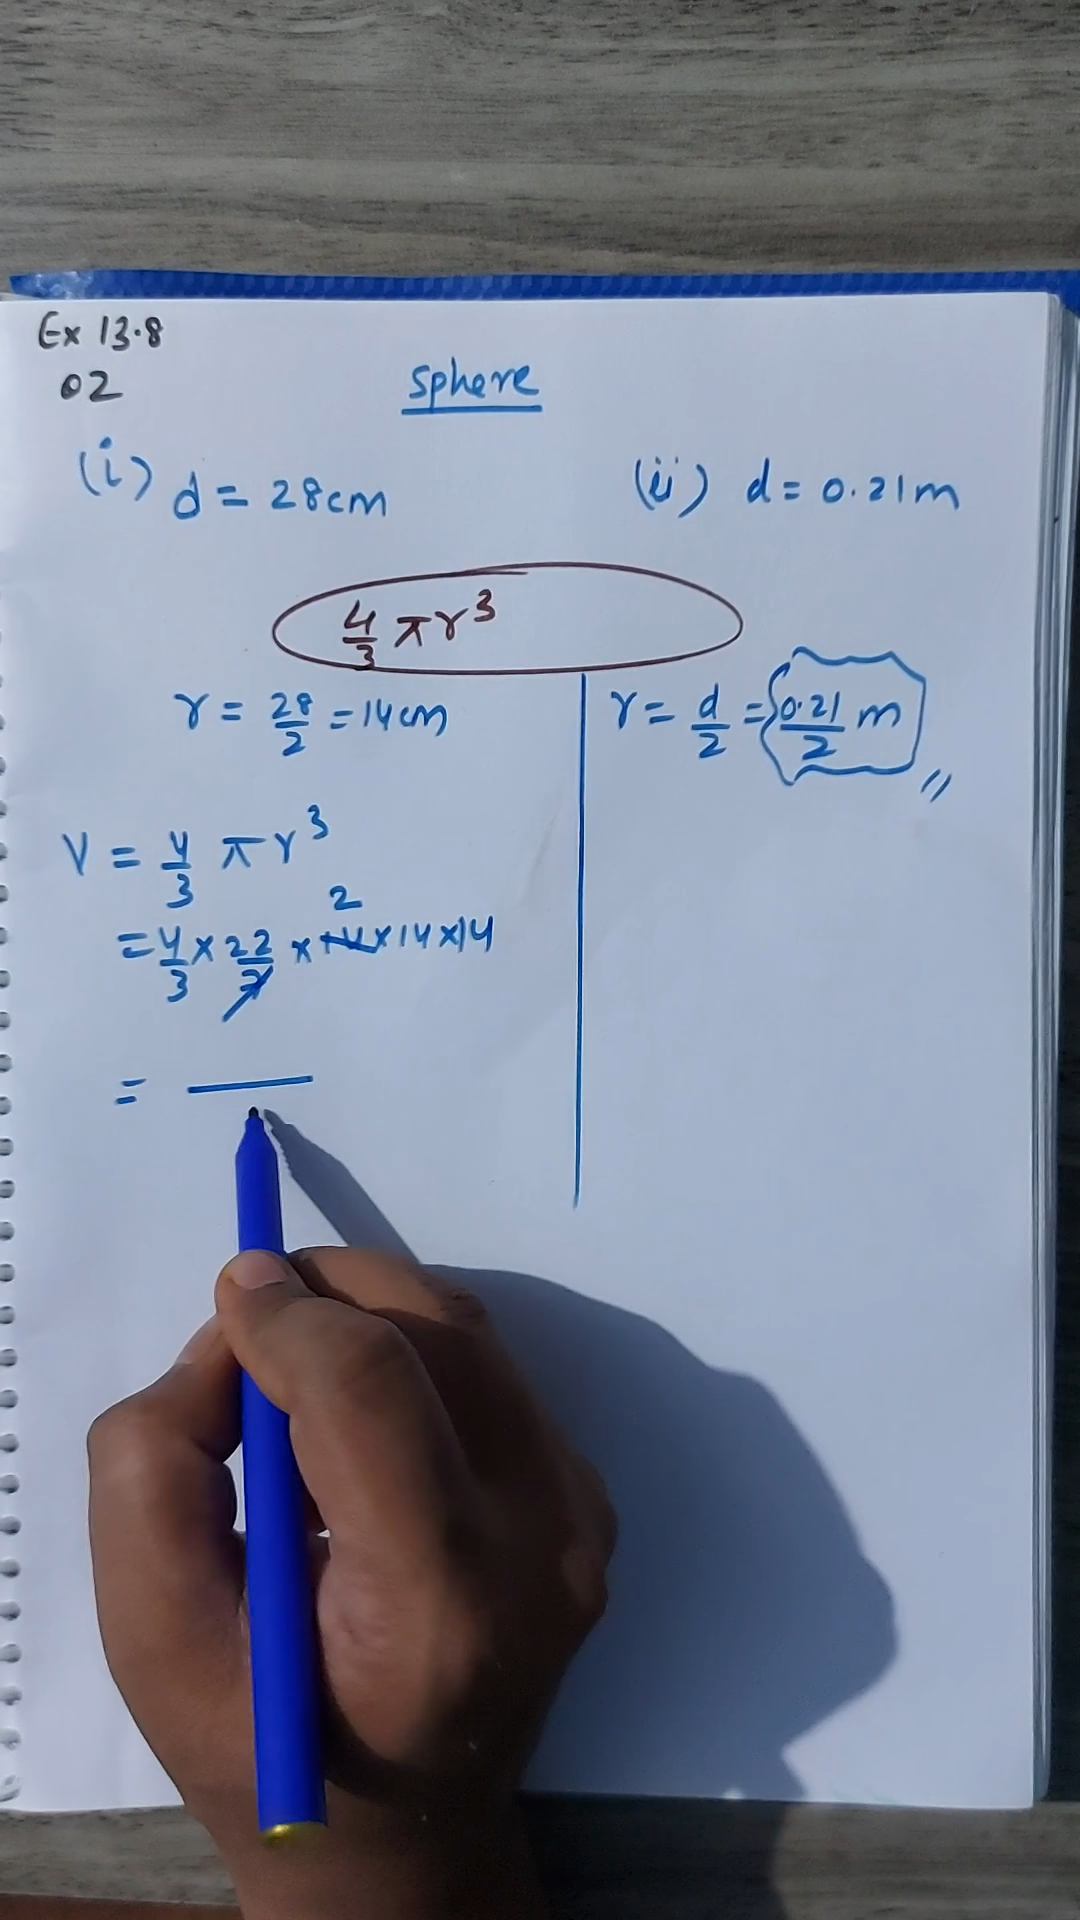 Ex 13.8
02
Sphere
(i) d = 28cm
(ii) d = 0.21m
4/3 πr³
r = 28/2 = 14cm
r = d/2 = 0.21/2 m //
V = 4/3 πr³
2
= 4/3 × 22/7 × 14 × 14 × 14
=